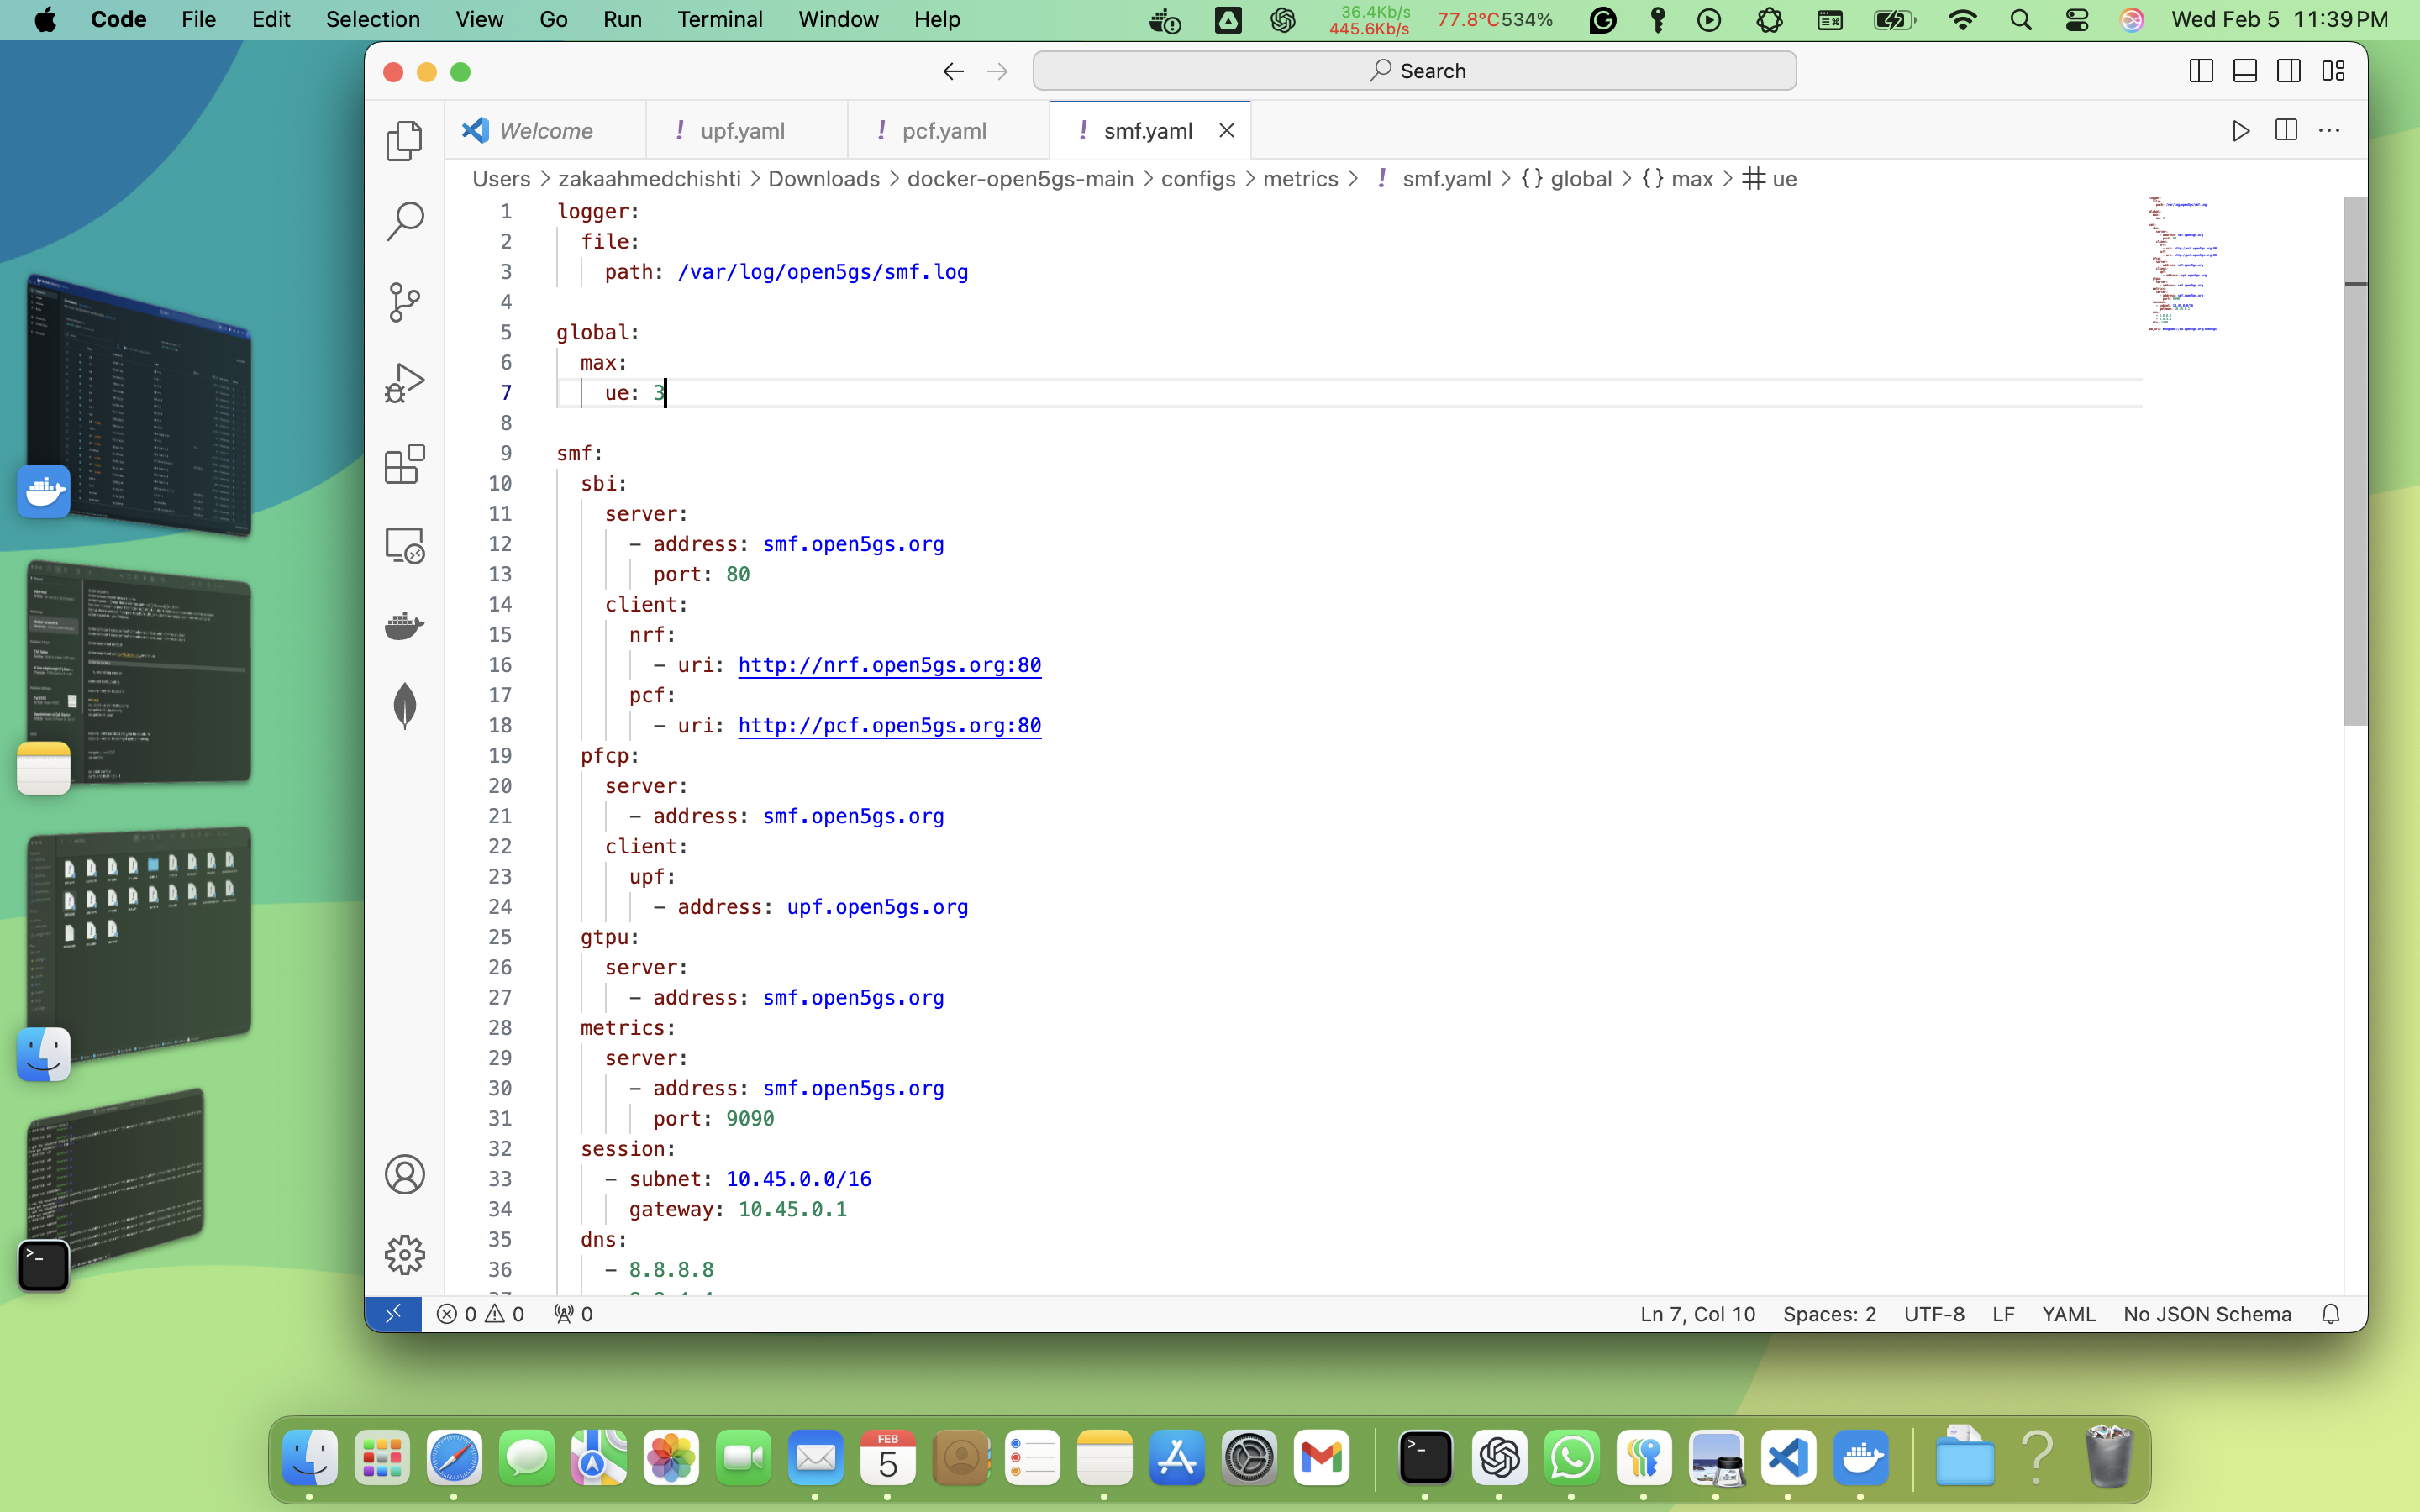 Code File Edit Selection View Go Run Terminal Window Help 36.4Kb/s 445.6Kb/s 77.8°C 534% Wed Feb 5 11:39 PM
Search
Welcome ! upf.yaml ! pcf.yaml ! smf.yaml
Users > zakaahmedchishti > Downloads > docker-open5gs-main > configs > metrics > ! smf.yaml > {} global > {} max > # ue
1 logger:
2 file:
3 path: /var/log/open5gs/smf.log
4
5 global:
6 max:
7 ue: 3
8
9 smf:
10 sbi:
11 server:
12 - address: smf.open5gs.org
13 port: 80
14 client:
15 nrf:
16 - uri: http://nrf.open5gs.org:80
17 pcf:
18 - uri: http://pcf.open5gs.org:80
19 pfcp:
20 server:
21 - address: smf.open5gs.org
22 client:
23 upf:
24 - address: upf.open5gs.org
25 gtpu:
26 server:
27 - address: smf.open5gs.org
28 metrics:
29 server:
30 - address: smf.open5gs.org
31 port: 9090
32 session:
33 - subnet: 10.45.0.0/16
34 gateway: 10.45.0.1
35 dns:
36 - 8.8.8.8
0 0 0 Ln 7, Col 10 Spaces: 2 UTF-8 LF YAML No JSON Schema
FEB
5